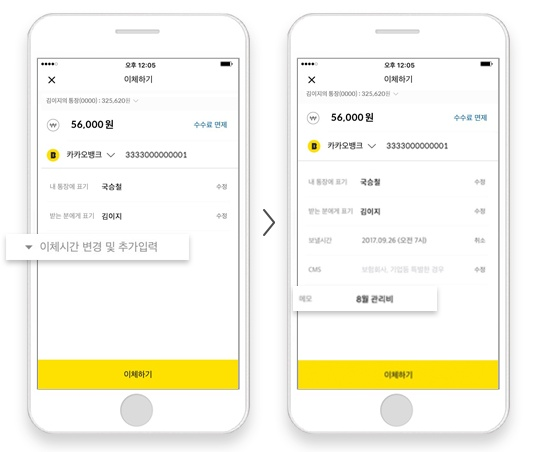 오후 12:05
이체하기
김이지의 통장(0000) : 325,620원
56,000 원
수수료 면제
카카오뱅크
3333000000001
내 통장에 표기
국승철
수정
받는 분에게 표기
김이지
수정
이체시간 변경 및 추가입력
이체하기
오후 12:05
이체하기
김이지의 통장(0000) : 325,620원
56,000 원
수수료 면제
카카오뱅크
3333000000001
내 통장에 표기
국승철
수정
받는 분에게 표기
김이지
수정
보낼시간
2017.09.26 (오전 7시)
취소
CMS
보험회사, 기업등 특별한 경우
수정
메모
8월 관리비
이체하기